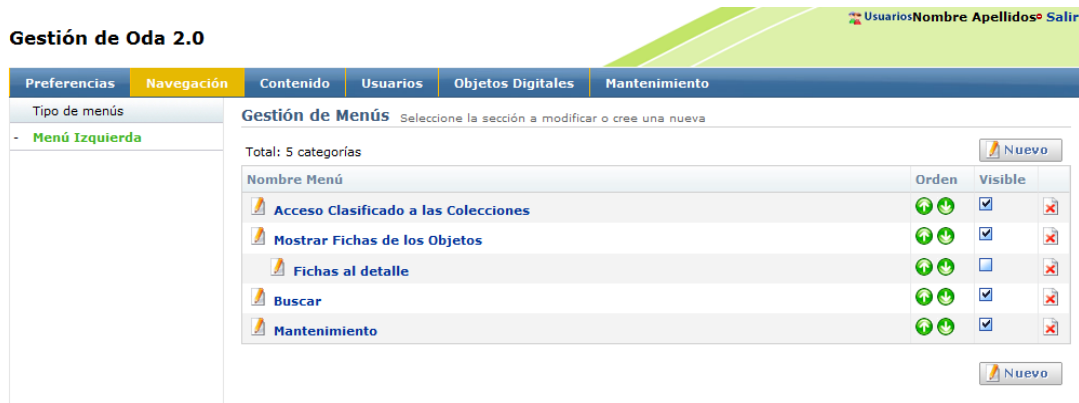 Usuarios Nombre Apellidos Salir
Gestión de Oda 2.0
Preferencias Navegación Contenido Usuarios Objetos Digitales Mantenimiento
Tipo de menús
- Menú Izquierda
Gestión de Menús Seleccione la sección a modificar o cree una nueva
Total: 5 categorías
Nuevo
Nombre Menú Orden Visible
Acceso Clasificado a las Colecciones
Mostrar Fichas de los Objetos
Fichas al detalle
Buscar
Mantenimiento
Nuevo